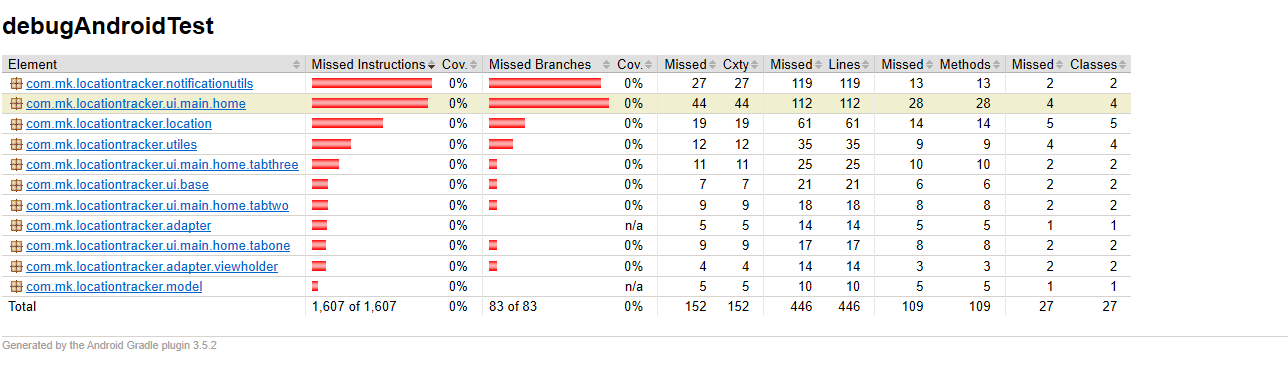 debugAndroidTest
Element Missed Instructions Cov. Missed Branches Cov. Missed Cxty Missed Lines Missed Methods Missed Classes
com.mk.locationtracker.notificationutils 0% 0% 27 27 119 119 13 13 2 2
com.mk.locationtracker.ui.main.home 0% 0% 44 44 112 112 28 28 4 4
com.mk.locationtracker.location 0% 0% 19 19 61 61 14 14 5 5
com.mk.locationtracker.utiles 0% 0% 12 12 35 35 9 9 4 4
com.mk.locationtracker.ui.main.home.tabthree 0% 0% 11 11 25 25 10 10 2 2
com.mk.locationtracker.ui.base 0% 0% 7 7 21 21 6 6 2 2
com.mk.locationtracker.ui.main.home.tabtwo 0% 0% 9 9 18 18 8 8 2 2
com.mk.locationtracker.adapter 0% n/a 5 5 14 14 5 5 1 1
com.mk.locationtracker.ui.main.home.tabone 0% 0% 9 9 17 17 8 8 2 2
com.mk.locationtracker.adapter.viewholder 0% 0% 4 4 14 14 3 3 2 2
com.mk.locationtracker.model 0% n/a 5 5 10 10 5 5 1 1
Total 1,607 of 1,607 0% 83 of 83 0% 152 152 446 446 109 109 27 27
Generated by the Android Gradle plugin 3.5.2